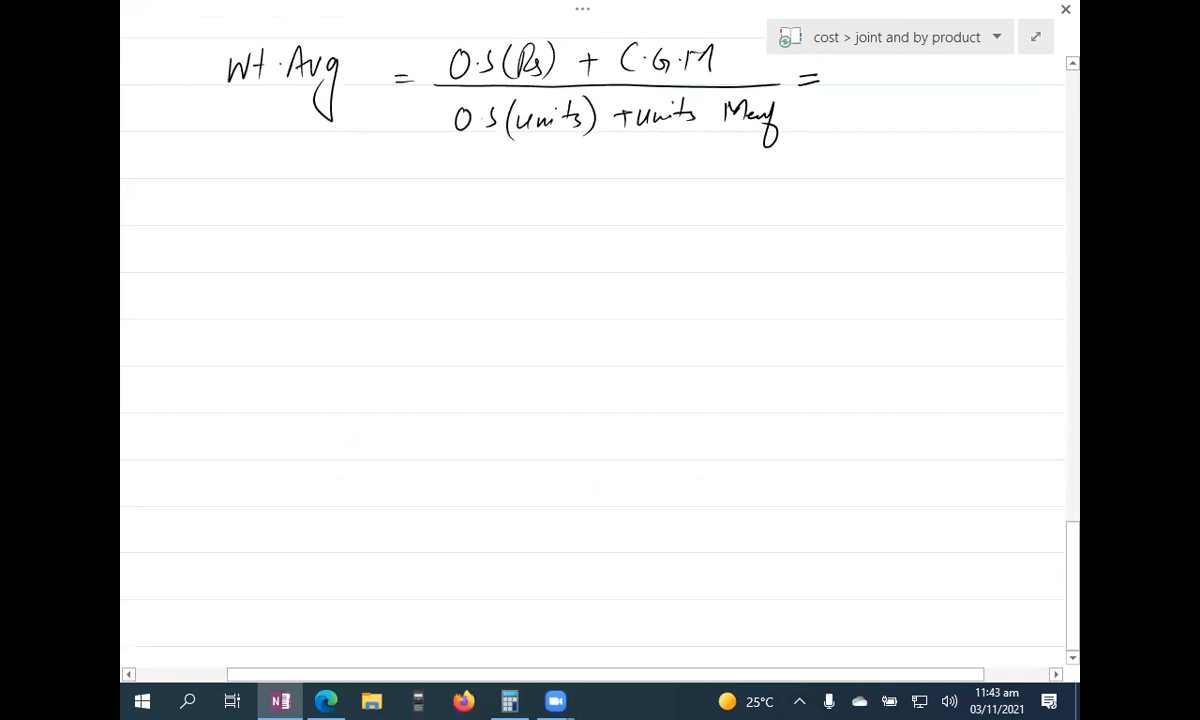 cost > joint and by product
Wt. Avg = O.S(Rs) + C.G.M =
O.S(units) + units Manf
25°C
11:43 am
03/11/2021